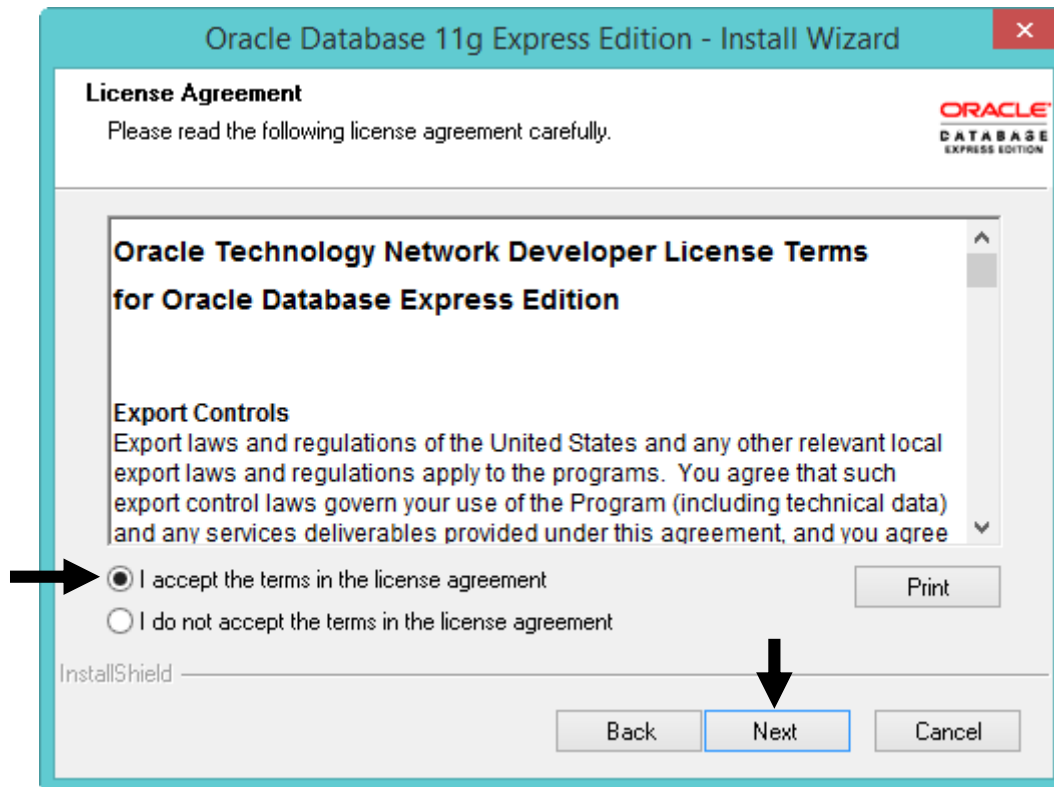 Oracle Database 11g Express Edition - Install Wizard
License Agreement
Please read the following license agreement carefully.
ORACLE
DATABASE
EXPRESS EDITION
Oracle Technology Network Developer License Terms
for Oracle Database Express Edition
Export Controls
Export laws and regulations of the United States and any other relevant local
export laws and regulations apply to the programs.  You agree that such
export control laws govern your use of the Program (including technical data)
and any services deliverables provided under this agreement, and you agree
I accept the terms in the license agreement
Print
I do not accept the terms in the license agreement
InstallShield
Back
Next
Cancel